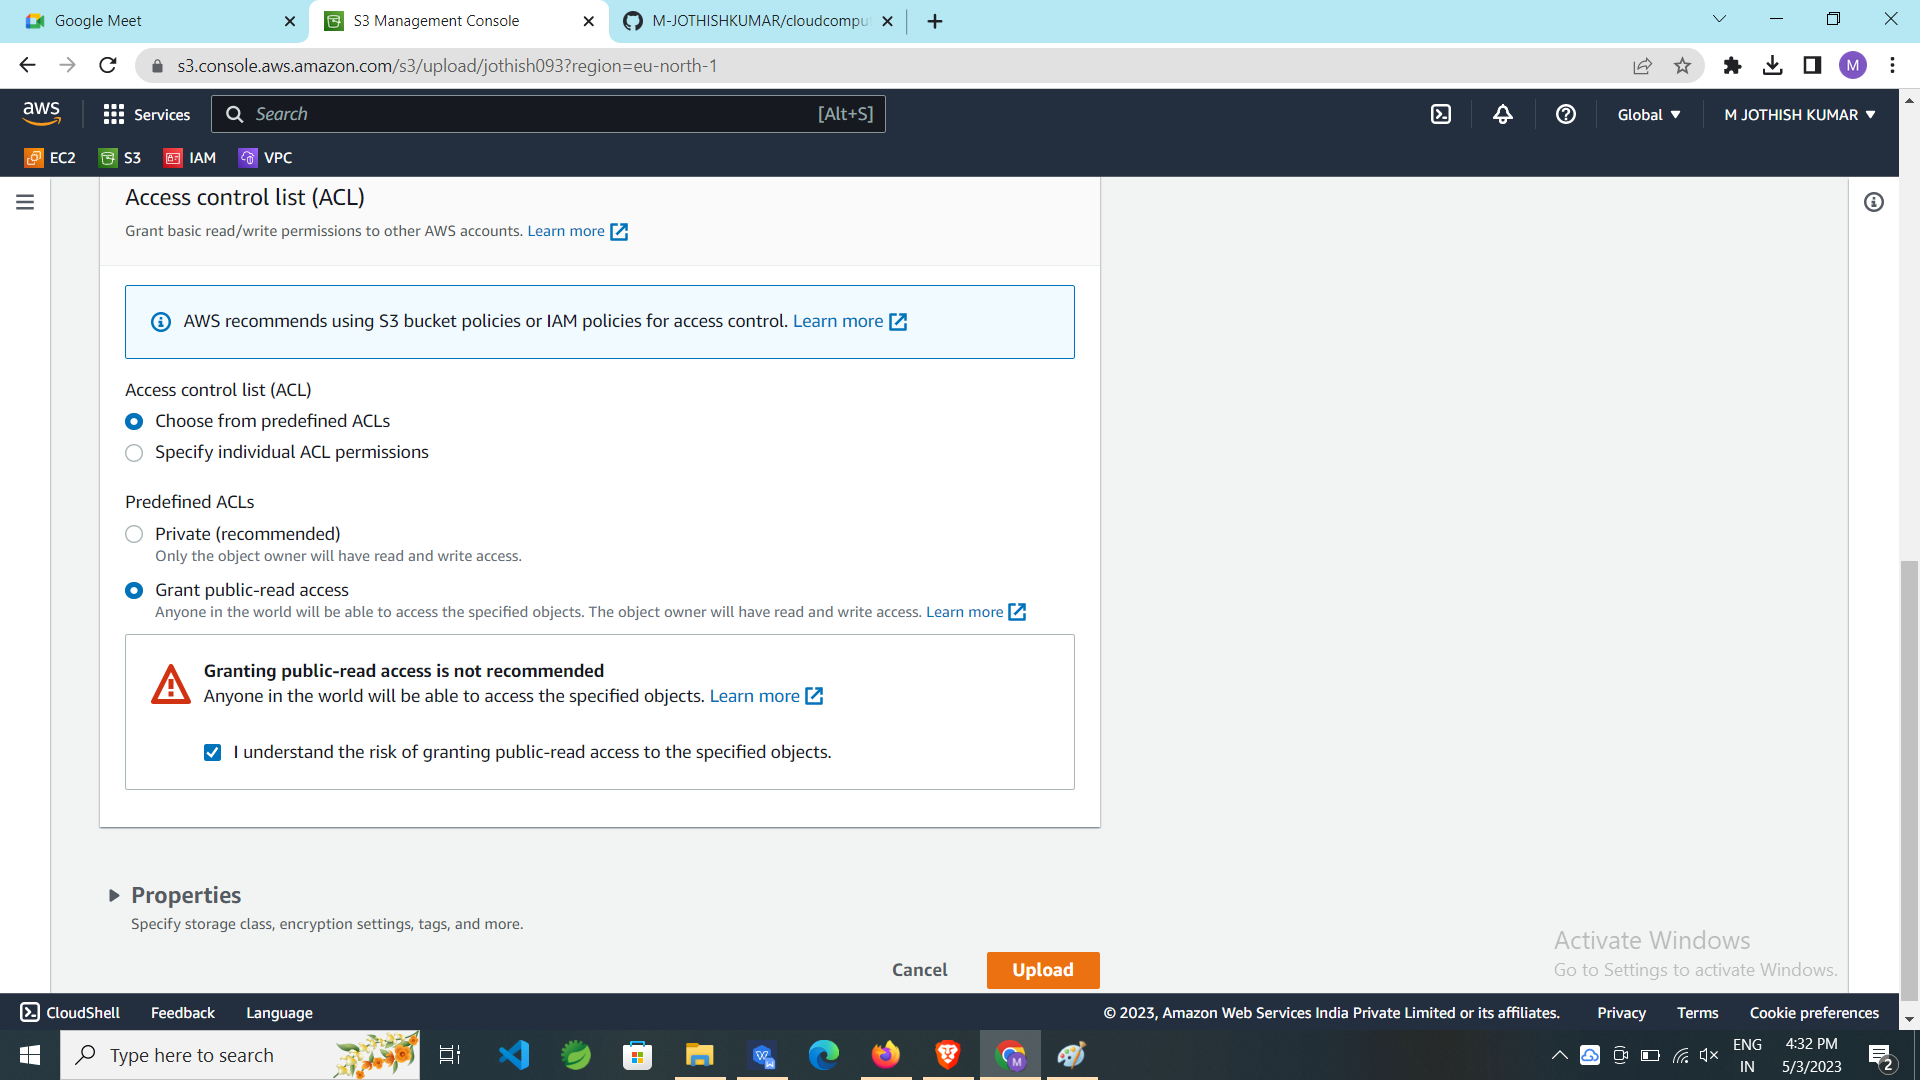 Google Meet
S3 Management Console
M-JOTHISHKUMAR/cloudcompu
s3.console.aws.amazon.com/s3/upload/jothish093?region=eu-north-1
M
aws
Services
Search
[Alt+S]
Global
M JOTHISH KUMAR
EC2
S3
IAM
VPC
Access control list (ACL)
Grant basic read/write permissions to other AWS accounts. Learn more
AWS recommends using S3 bucket policies or IAM policies for access control. Learn more
Access control list (ACL)
Choose from predefined ACLs
Specify individual ACL permissions
Predefined ACLs
Private (recommended)
Only the object owner will have read and write access.
Grant public-read access
Anyone in the world will be able to access the specified objects. The object owner will have read and write access. Learn more
Granting public-read access is not recommended
Anyone in the world will be able to access the specified objects. Learn more
I understand the risk of granting public-read access to the specified objects.
Properties
Specify storage class, encryption settings, tags, and more.
Cancel
Upload
Activate Windows
Go to Settings to activate Windows.
CloudShell
Feedback
Language
© 2023, Amazon Web Services India Private Limited or its affiliates.
Privacy
Terms
Cookie preferences
Type here to search
M
ENG
IN
4:32 PM
5/3/2023
2